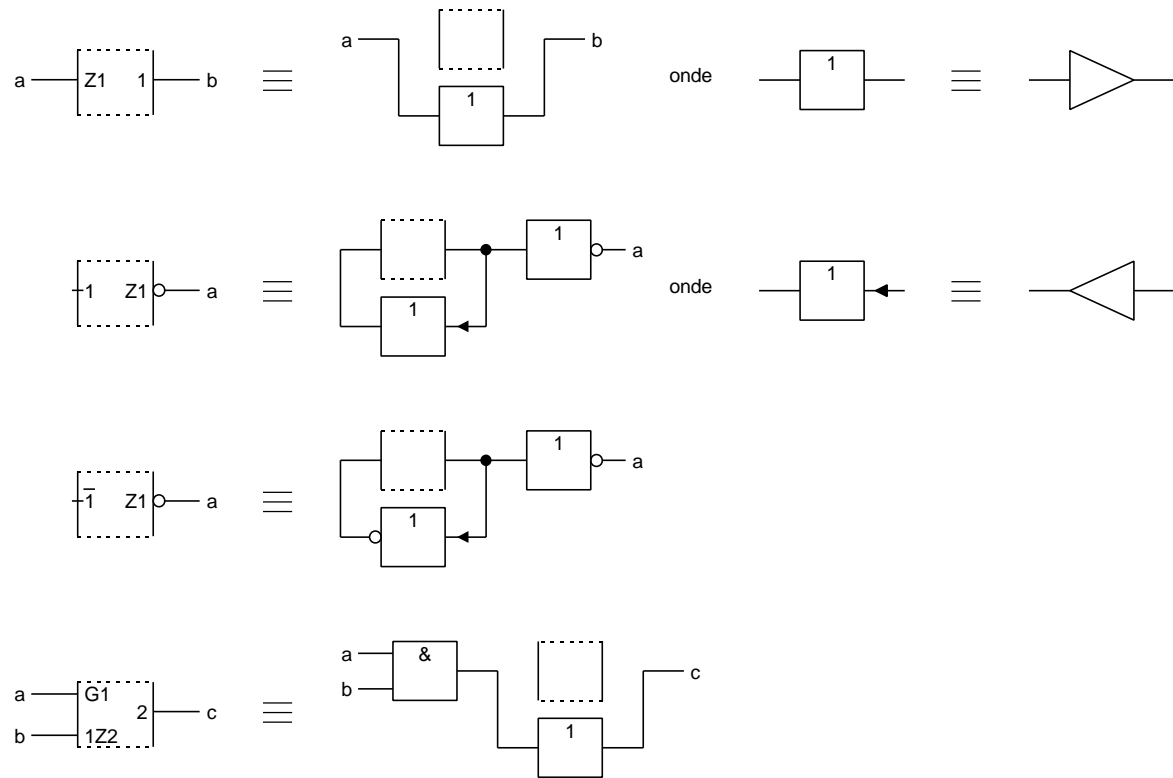 a Z1 1 b a b 1 onde 1
1 Z1 a 1 1 a onde 1
1̅ Z1 a 1 1 a
a b G1 1Z2 2 c a b & 1 c